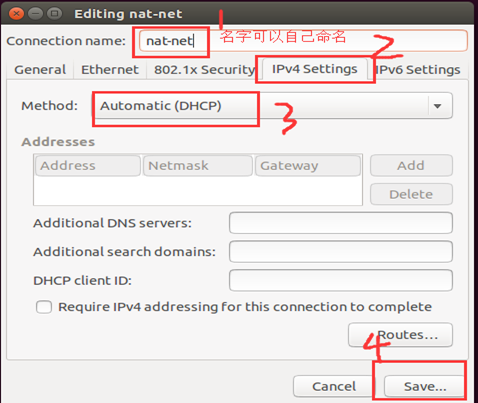 Editing nat-net
1
Connection name: nat-net 名字可以自己命名 2
General Ethernet 802.1x Security IPv4 Settings IPv6 Settings
Method: Automatic (DHCP)
3
Addresses
Address Netmask Gateway Add
Delete
Additional DNS servers:
Additional search domains:
DHCP client ID:
Require IPv4 addressing for this connection to complete
Routes...
4
Cancel Save...